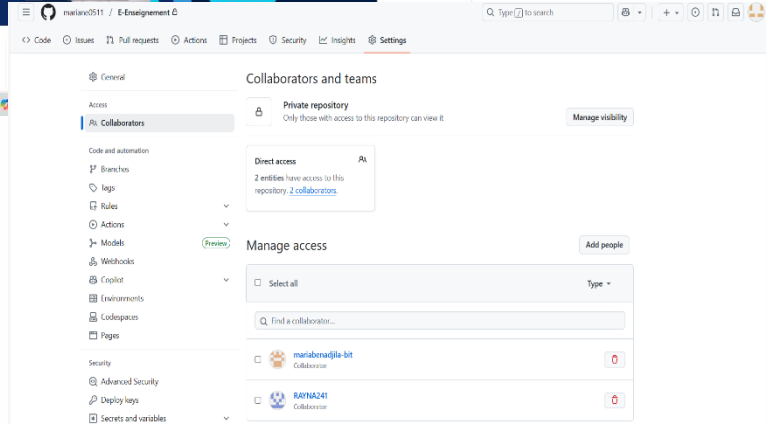 mariane0511 / E-Enseignement
Type / to search
Code Issues Pull requests Actions Projects Security Insights Settings
General
Access
Collaborators
Code and automation
Branches
Tags
Rules
Actions
Models Preview
Webhooks
Copilot
Environments
Codespaces
Pages
Security
Advanced Security
Deploy keys
Secrets and variables
Collaborators and teams
Private repository
Only those with access to this repository can view it
Manage visibility
Direct access
2 entities have access to this
repository. 2 collaborators.
Manage access
Add people
Select all
Type
Find a collaborator...
mariabenadjila-bit
Collaborator
RAYNA241
Collaborator